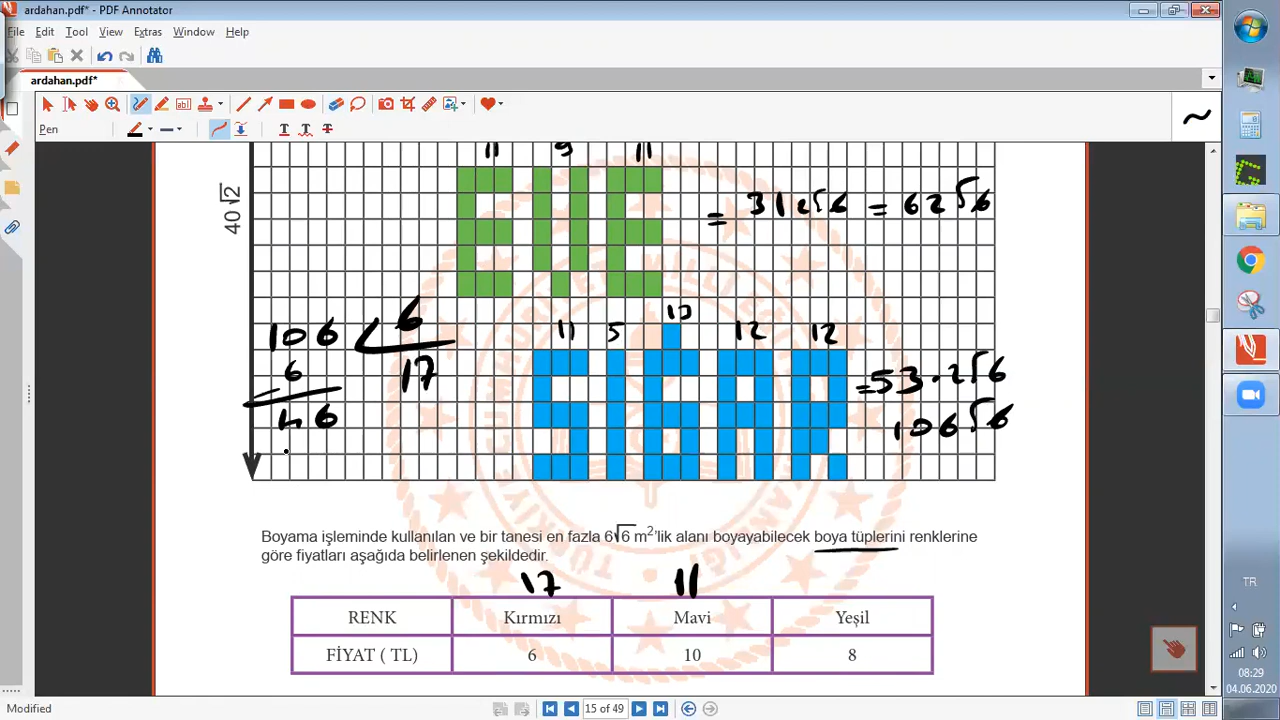 ardahan.pdf* - PDF Annotator
File Edit Tool View Insert Extras Window Help
ardahan.pdf*
Pen
11 9 11
40√2
= 31 2√6 = 62√6
10
11 5 12 12
106 6
6 17
46
=53.2√6
106√6
Boyama işleminde kullanılan ve bir tanesi en fazla 6√6 m²'lik alanı boyayabilecek boya tüplerini renklerine
göre fiyatları aşağıda belirlenen şekildedir.
17 11
RENK Kırmızı Mavi Yeşil
FİYAT ( TL) 6 10 8
TR
08:29
04.06.2020
Modified
15 of 49